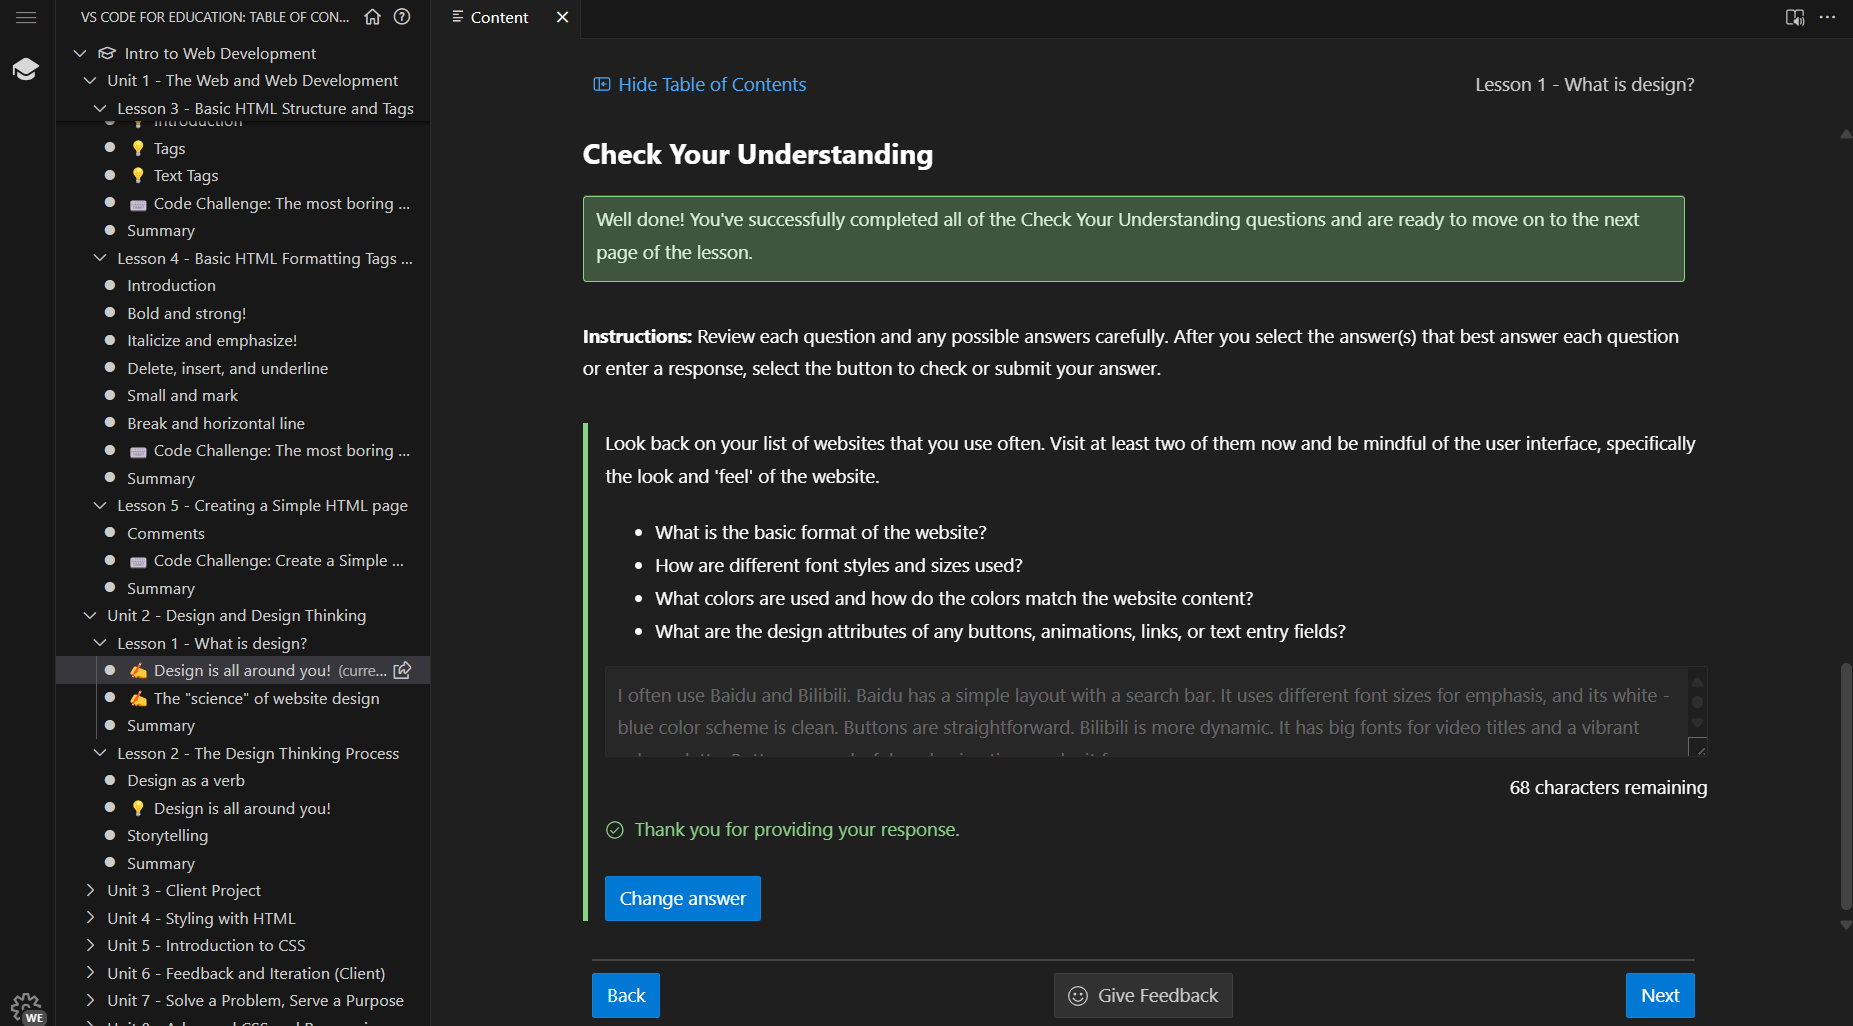 VS CODE FOR EDUCATION: TABLE OF CON...
Intro to Web Development
Unit 1 - The Web and Web Development
Lesson 3 - Basic HTML Structure and Tags
Introduction
Tags
Text Tags
Code Challenge: The most boring ...
Summary
Lesson 4 - Basic HTML Formatting Tags ...
Introduction
Bold and strong!
Italicize and emphasize!
Delete, insert, and underline
Small and mark
Break and horizontal line
Code Challenge: The most boring ...
Summary
Lesson 5 - Creating a Simple HTML page
Comments
Code Challenge: Create a Simple ...
Summary
Unit 2 - Design and Design Thinking
Lesson 1 - What is design?
Design is all around you! (curre...
The "science" of website design
Summary
Lesson 2 - The Design Thinking Process
Design as a verb
Design is all around you!
Storytelling
Summary
Unit 3 - Client Project
Unit 4 - Styling with HTML
Unit 5 - Introduction to CSS
Unit 6 - Feedback and Iteration (Client)
Unit 7 - Solve a Problem, Serve a Purpose
WE
Content
Hide Table of Contents
Lesson 1 - What is design?
Check Your Understanding
Well done! You've successfully completed all of the Check Your Understanding questions and are ready to move on to the next
page of the lesson.
Instructions: Review each question and any possible answers carefully. After you select the answer(s) that best answer each question
or enter a response, select the button to check or submit your answer.
Look back on your list of websites that you use often. Visit at least two of them now and be mindful of the user interface, specifically
the look and 'feel' of the website.
• What is the basic format of the website?
• How are different font styles and sizes used?
• What colors are used and how do the colors match the website content?
• What are the design attributes of any buttons, animations, links, or text entry fields?
I often use Baidu and Bilibili. Baidu has a simple layout with a search bar. It uses different font sizes for emphasis, and its white -
blue color scheme is clean. Buttons are straightforward. Bilibili is more dynamic. It has big fonts for video titles and a vibrant
68 characters remaining
Thank you for providing your response.
Change answer
Back
Give Feedback
Next